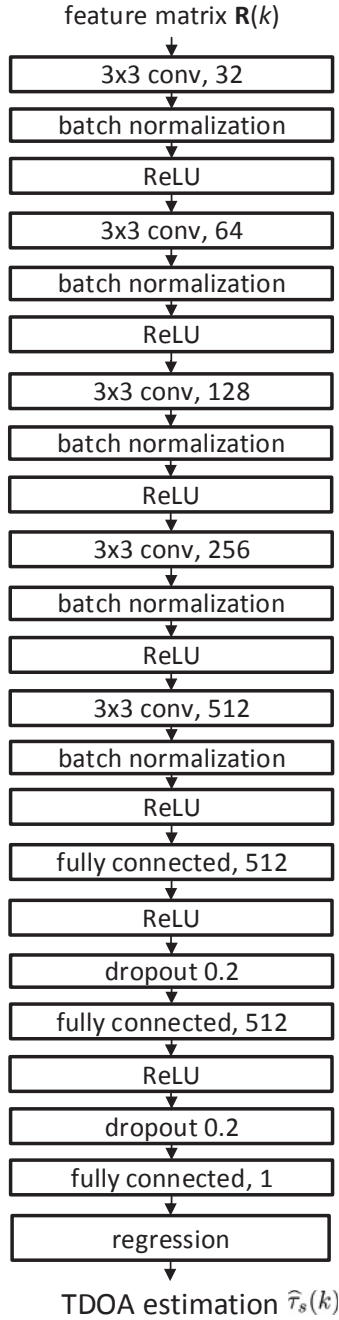 feature matrix R(k)
3x3 conv, 32
batch normalization
ReLU
3x3 conv, 64
batch normalization
ReLU
3x3 conv, 128
batch normalization
ReLU
3x3 conv, 256
batch normalization
ReLU
3x3 conv, 512
batch normalization
ReLU
fully connected, 512
ReLU
dropout 0.2
fully connected, 512
ReLU
dropout 0.2
fully connected, 1
regression
TDOA estimation τ̂ₛ(k)